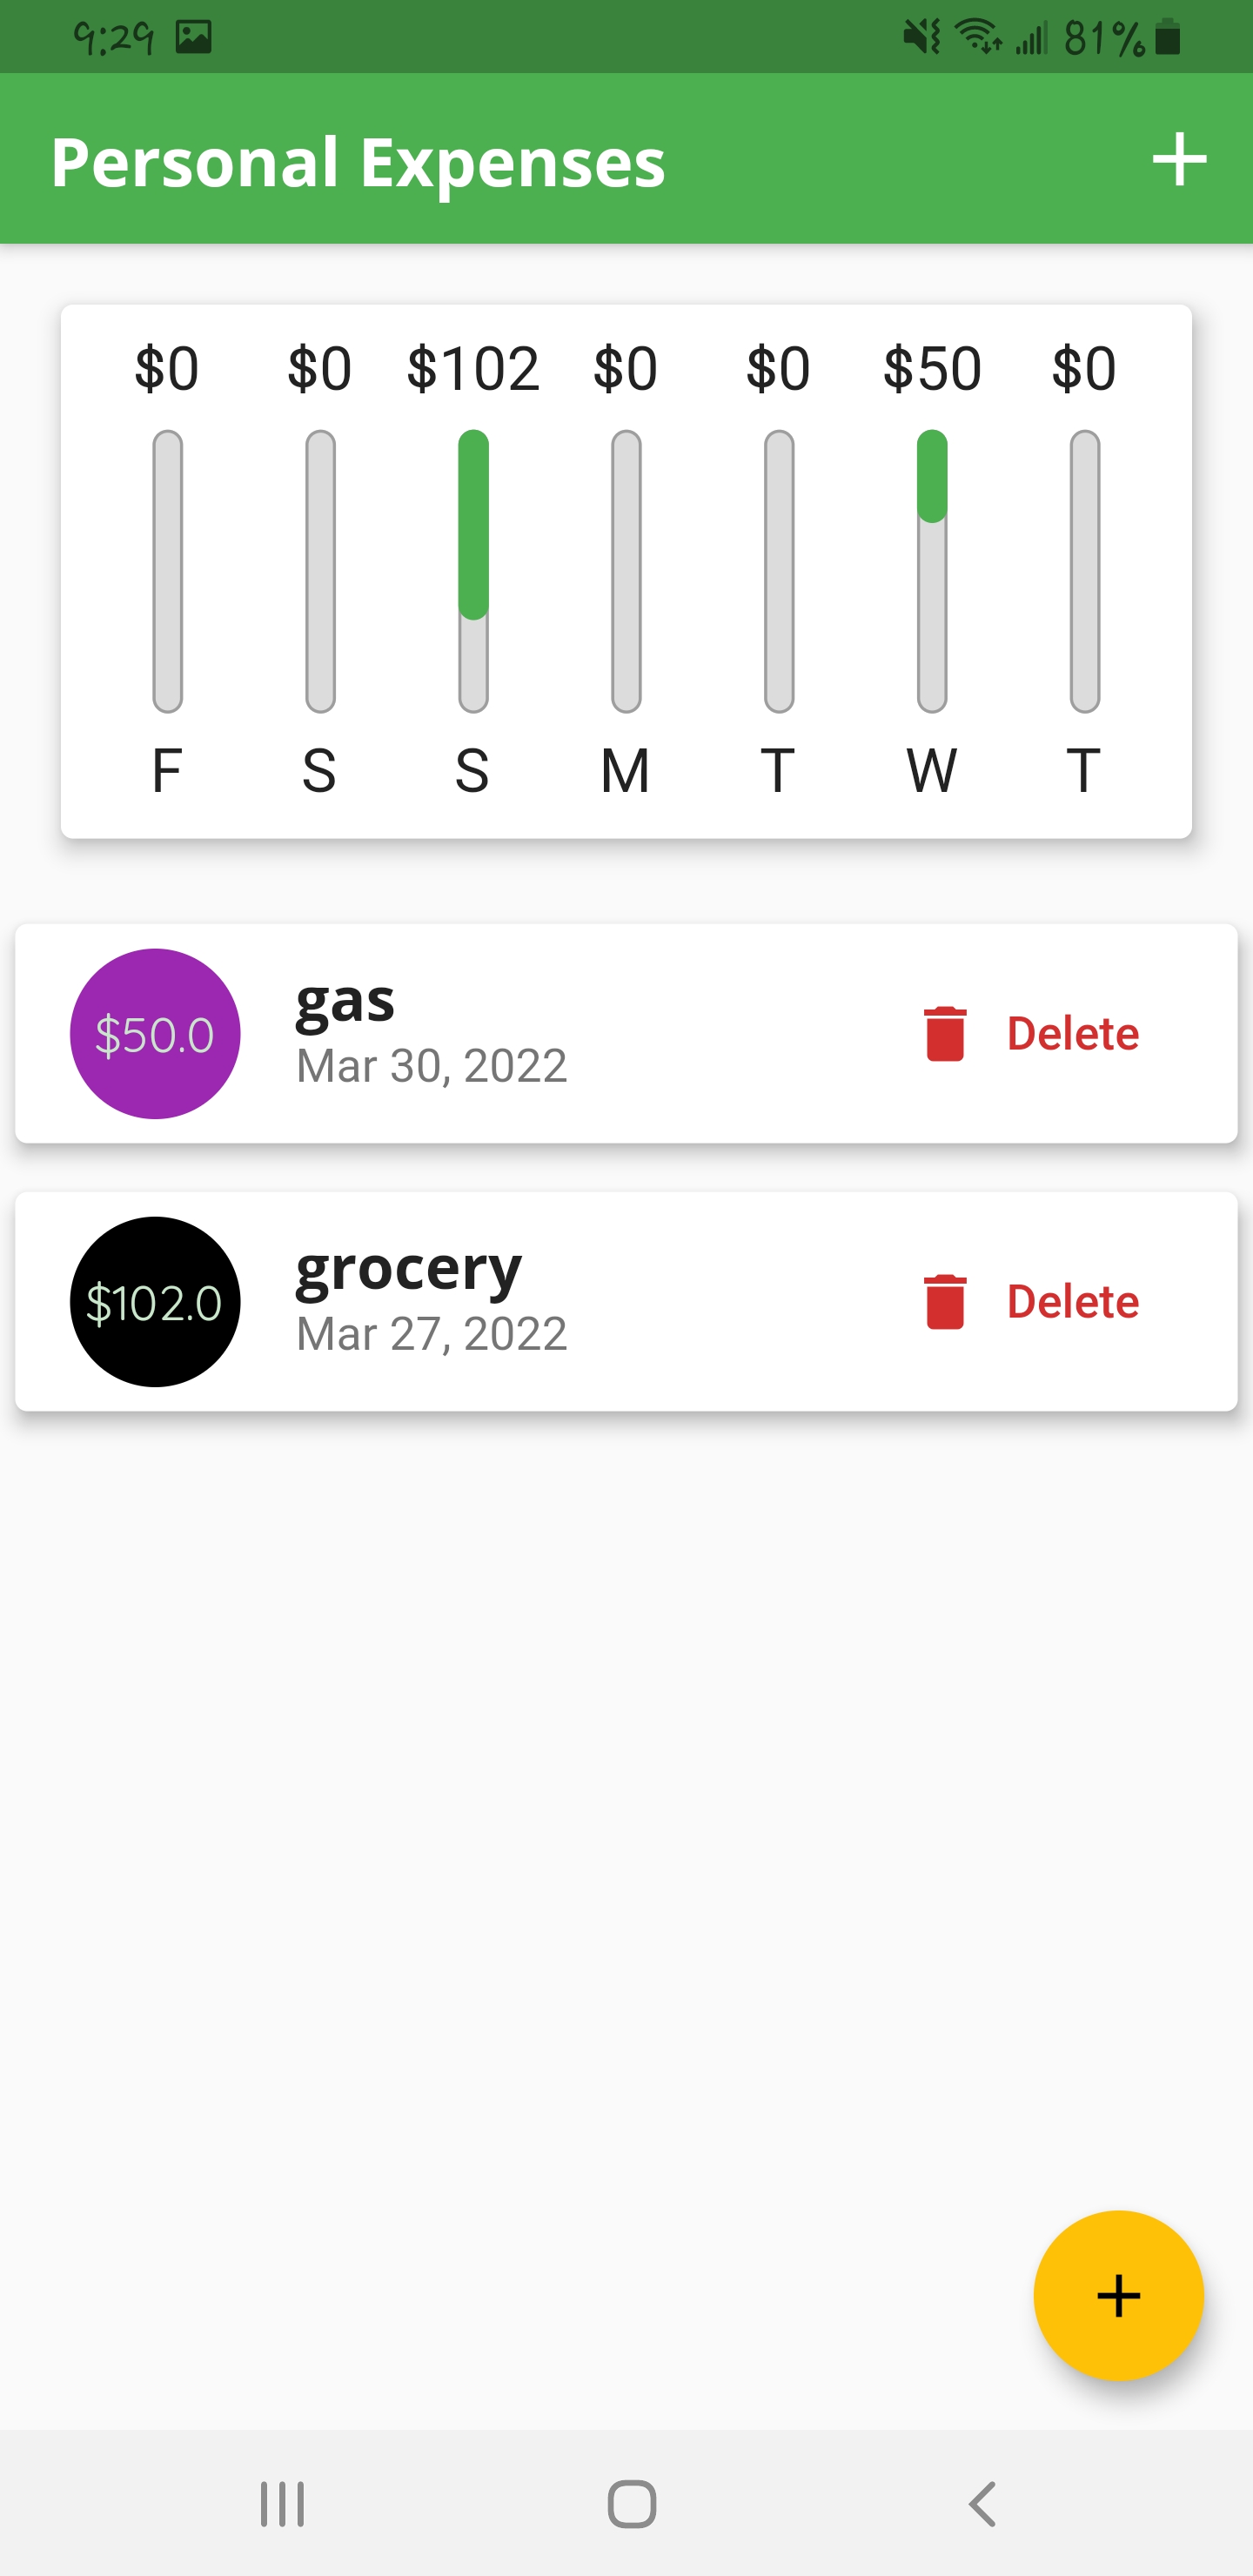 9:29 81%
Personal Expenses
$0 $0 $102 $0 $0 $50 $0
F S S M T W T
$50.0 gas Delete
Mar 30, 2022
$102.0 grocery Delete
Mar 27, 2022